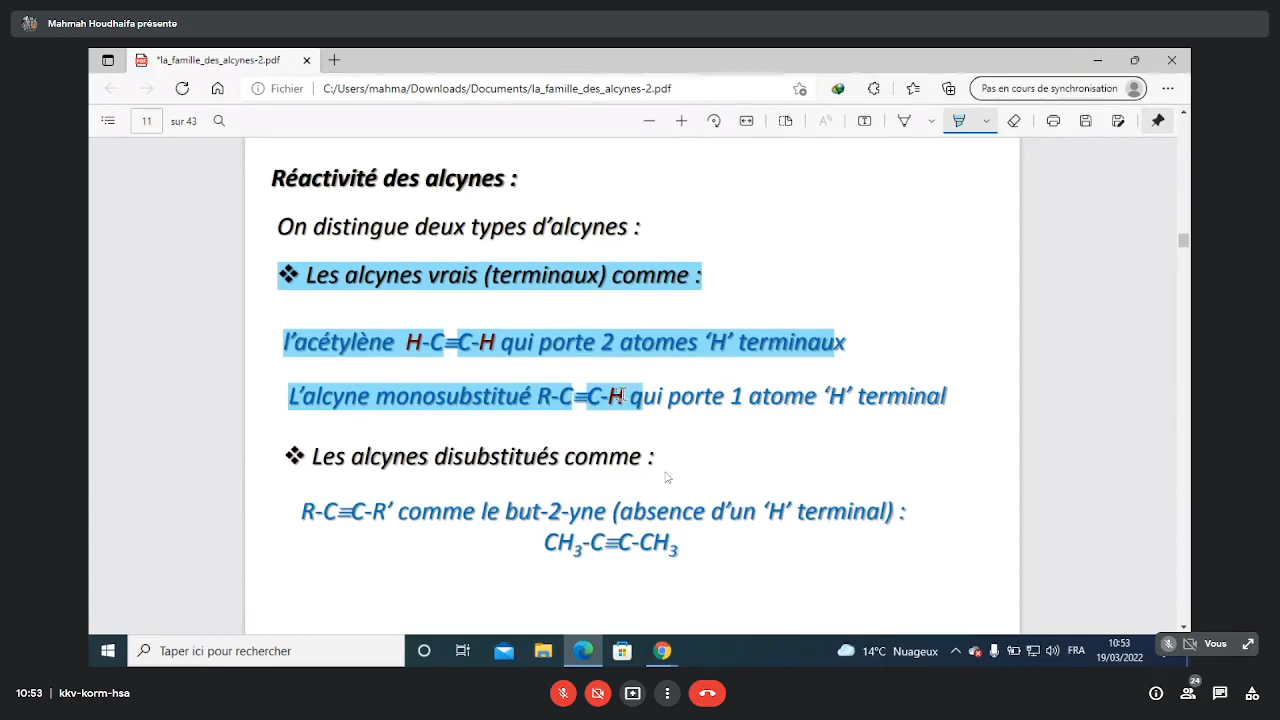 Mahmah Houdhaifa présente
*la_famille_des_alcynes-2.pdf
Fichier C:/Users/mahma/Downloads/Documents/la_famille_des_alcynes-2.pdf
Pas en cours de synchronisation
11 sur 43
Réactivité des alcynes :
On distingue deux types d’alcynes :
❖ Les alcynes vrais (terminaux) comme :
l’acétylène H-C≡C-H qui porte 2 atomes ‘H’ terminaux
L’alcyne monosubstitué R-C≡C-H qui porte 1 atome ‘H’ terminal
❖ Les alcynes disubstitués comme :
R-C≡C-R’ comme le but-2-yne (absence d’un ‘H’ terminal) :
CH3-C≡C-CH3
Taper ici pour rechercher
14°C Nuageux
FRA
10:53
19/03/2022
Vous
10:53 | kkv-korm-hsa
24